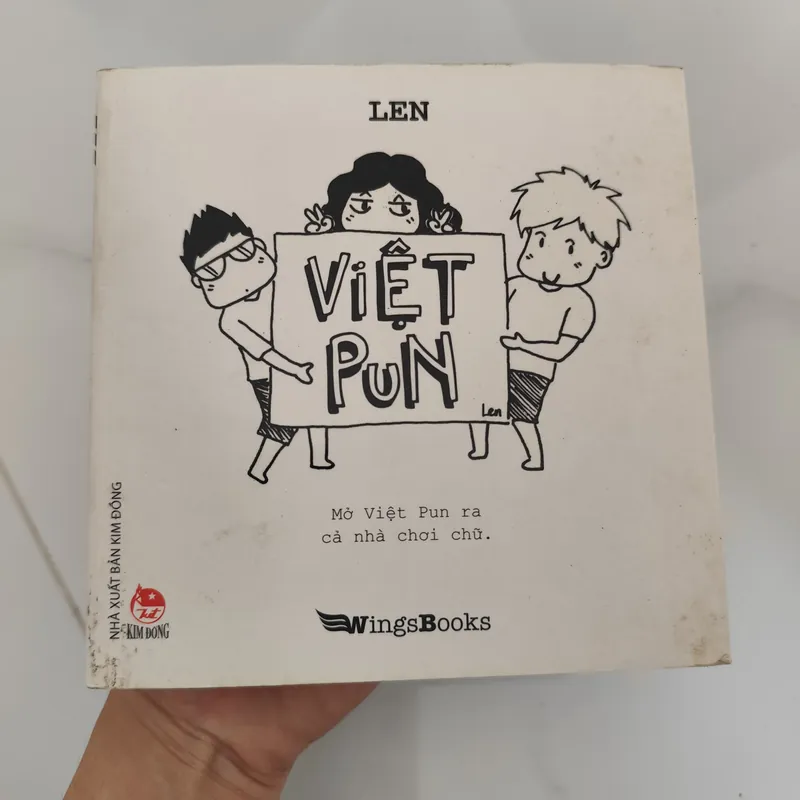 LEN
VIỆT
PUN
Len
Mở Việt Pun ra
cả nhà chơi chữ.
NHÀ XUẤT BẢN KIM ĐỒNG
KIM ĐỒNG
WingsBooks